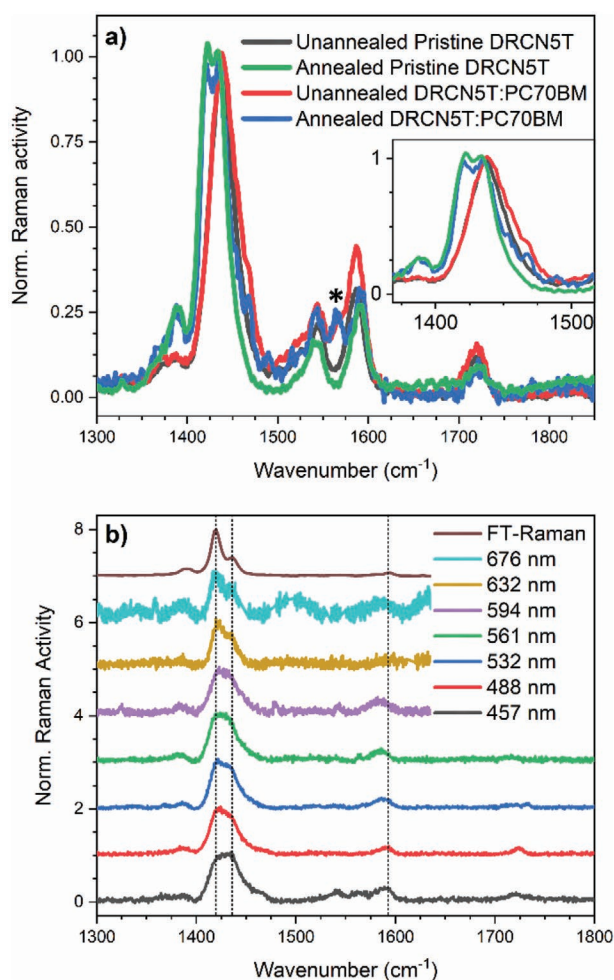 a)
Unannealed Pristine DRCN5T
Annealed Pristine DRCN5T
Unannealed DRCN5T:PC70BM
Annealed DRCN5T:PC70BM
Norm. Raman activity
1.00
0.75
0.50
0.25
0.00
*
1
0
1400 1500
1300 1400 1500 1600 1700 1800
Wavenumber (cm⁻¹)
b)
FT-Raman
676 nm
632 nm
594 nm
561 nm
532 nm
488 nm
457 nm
Norm. Raman Activity
8
6
4
2
0
1300 1400 1500 1600 1700 1800
Wavenumber (cm⁻¹)